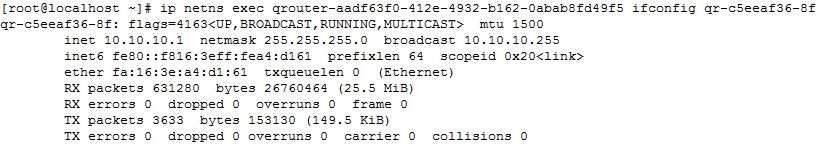 [root@localhost ~]# ip netns exec qrouter-aadf63f0-412e-4932-b162-0abab8fd49f5 ifconfig qr-c5eeaf36-8f
qr-c5eeaf36-8f: flags=4163<UP,BROADCAST,RUNNING,MULTICAST>  mtu 1500
        inet 10.10.10.1  netmask 255.255.255.0  broadcast 10.10.10.255
        inet6 fe80::f816:3eff:fea4:d161  prefixlen 64  scopeid 0x20<link>
        ether fa:16:3e:a4:d1:61  txqueuelen 0  (Ethernet)
        RX packets 631280  bytes 26760464 (25.5 MiB)
        RX errors 0  dropped 0  overruns 0  frame 0
        TX packets 3633  bytes 153130 (149.5 KiB)
        TX errors 0  dropped 0 overruns 0  carrier 0  collisions 0